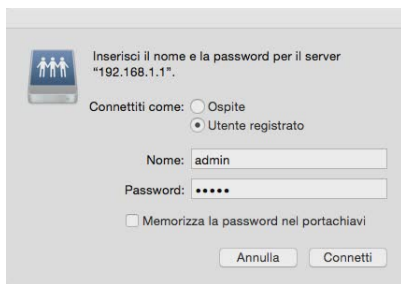 Inserisci il nome e la password per il server
“192.168.1.1”.
Connettiti come: Ospite
Utente registrato
Nome: admin
Password: •••••
Memorizza la password nel portachiavi
Annulla Connetti